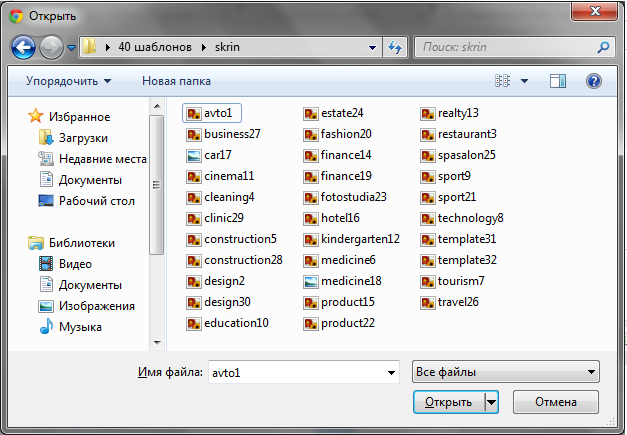 Открыть
40 шаблонов
skrin
Поиск: skrin
Упорядочить
Новая папка
Избранное
Загрузки
Недавние места
Документы
Рабочий стол
Библиотеки
Видео
Документы
Изображения
Музыка
avto1
business27
car17
cinema11
cleaning4
clinic29
construction5
construction28
design2
design30
education10
estate24
fashion20
finance14
finance19
fotostudia23
hotel16
kindergarten12
medicine6
medicine18
product15
product22
realty13
restaurant3
spasalon25
sport9
sport21
technology8
template31
template32
tourism7
travel26
Имя файла:
avto1
Все файлы
Открыть
Отмена